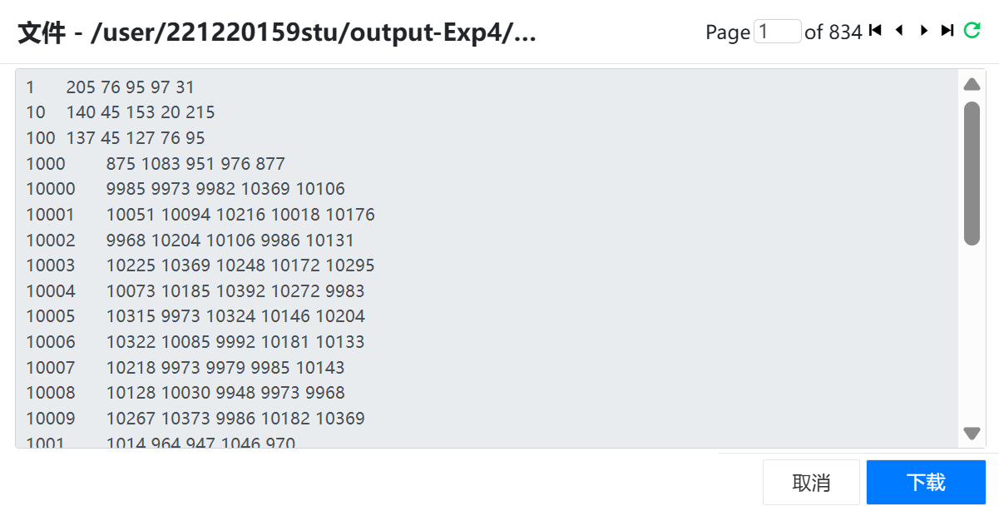 文件 - /user/221220159stu/output-Exp4/...
Page 1 of 834
1 205 76 95 97 31
10 140 45 153 20 215
100 137 45 127 76 95
1000 875 1083 951 976 877
10000 9985 9973 9982 10369 10106
10001 10051 10094 10216 10018 10176
10002 9968 10204 10106 9986 10131
10003 10225 10369 10248 10172 10295
10004 10073 10185 10392 10272 9983
10005 10315 9973 10324 10146 10204
10006 10322 10085 9992 10181 10133
10007 10218 9973 9979 9985 10143
10008 10128 10030 9948 9973 9968
10009 10267 10373 9986 10182 10369
1001 1014 964 947 1046 970
取消
下载